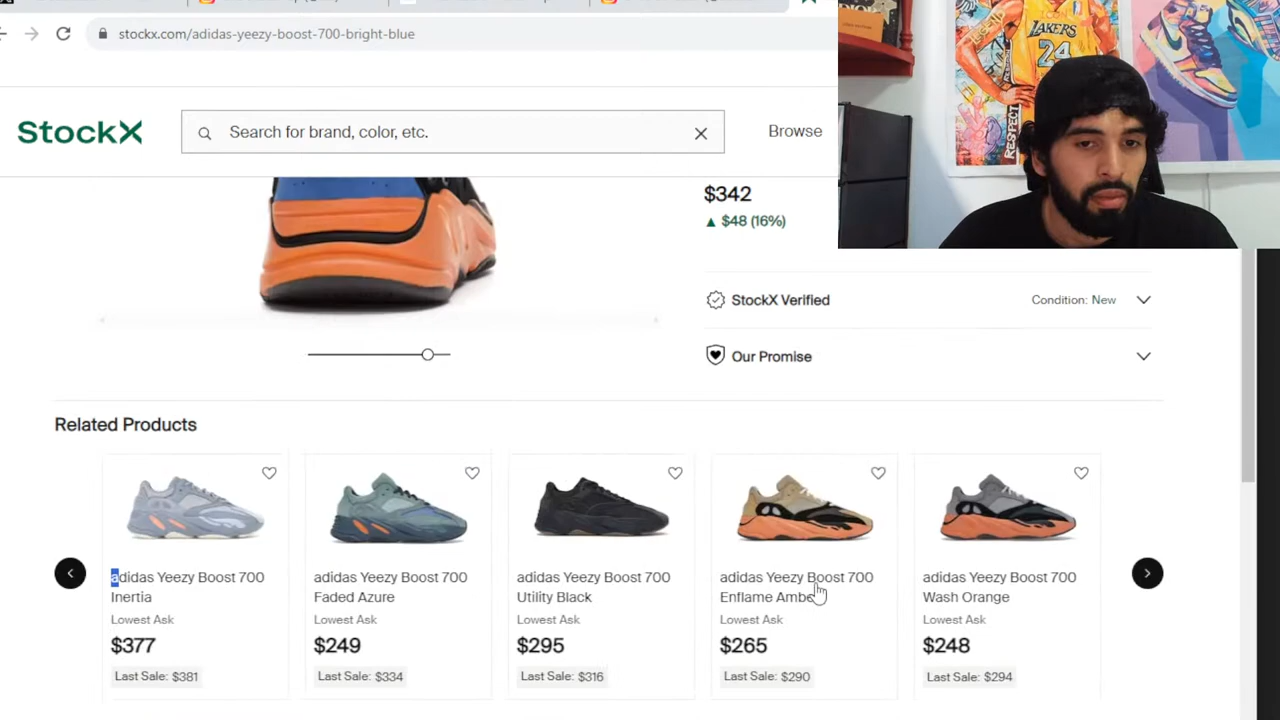 stockx.com/adidas-yeezy-boost-700-bright-blue
StockX
Search for brand, color, etc.
Browse
LAKERS
24
RESPECT
$342
▲ $48 (16%)
StockX Verified
Condition: New
Our Promise
Related Products
adidas Yeezy Boost 700
Inertia
Lowest Ask
$377
Last Sale: $381
adidas Yeezy Boost 700
Faded Azure
Lowest Ask
$249
Last Sale: $334
adidas Yeezy Boost 700
Utility Black
Lowest Ask
$295
Last Sale: $316
adidas Yeezy Boost 700
Enflame Amber
Lowest Ask
$265
Last Sale: $290
adidas Yeezy Boost 700
Wash Orange
Lowest Ask
$248
Last Sale: $294